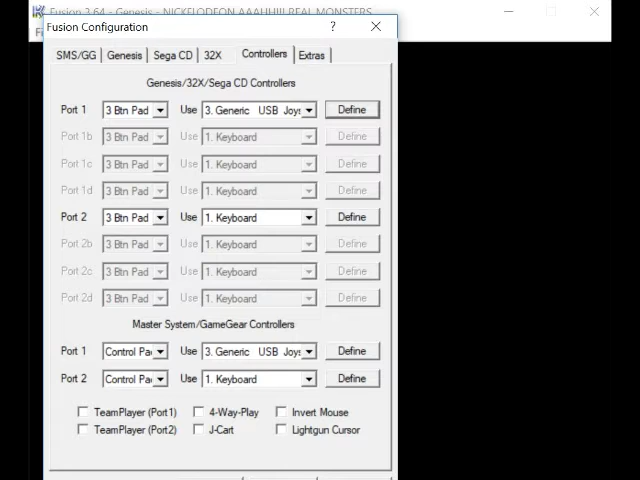 Fusion 3.64 - Genesis - NICKELODEON AAAHH!!! REAL MONSTERS
Fusion Configuration ? ×
Fi
SMS/GG Genesis Sega CD 32X Controllers Extras
Genesis/32X/Sega CD Controllers
Port 1 3 Btn Pad Use 3. Generic USB Joys Define
Port 1b 3 Btn Pad Use 1. Keyboard Define
Port 1c 3 Btn Pad Use 1. Keyboard Define
Port 1d 3 Btn Pad Use 1. Keyboard Define
Port 2 3 Btn Pad Use 1. Keyboard Define
Port 2b 3 Btn Pad Use 1. Keyboard Define
Port 2c 3 Btn Pad Use 1. Keyboard Define
Port 2d 3 Btn Pad Use 1. Keyboard Define
Master System/GameGear Controllers
Port 1 Control Pa Use 3. Generic USB Joys Define
Port 2 Control Pa Use 1. Keyboard Define
TeamPlayer (Port1) 4-Way-Play Invert Mouse
TeamPlayer (Port2) J-Cart Lightgun Cursor